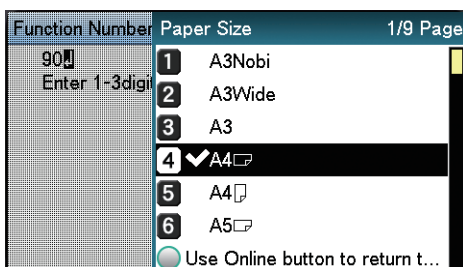 Function Number
90
Enter 1-3digi
Paper Size 1/9 Page
1 A3Nobi
2 A3Wide
3 A3
4 A4
5 A4
6 A5
Use Online button to return t...